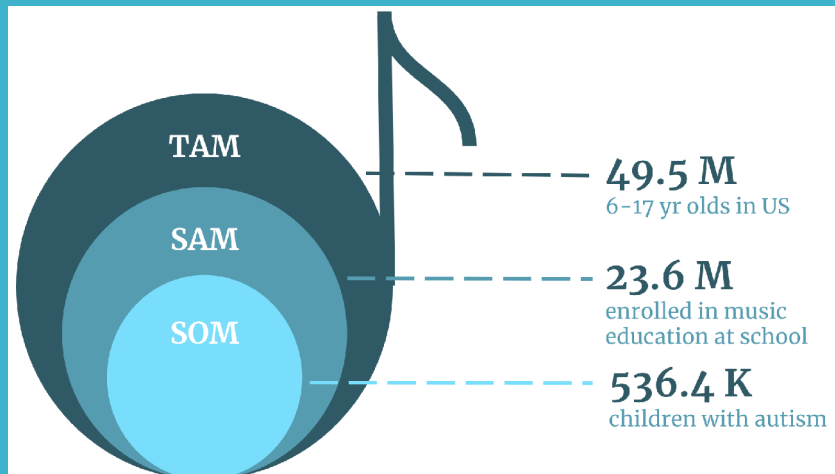 TAM
SAM
SOM
49.5 M
6-17 yr olds in US
23.6 M
enrolled in music
education at school
536.4 K
children with autism